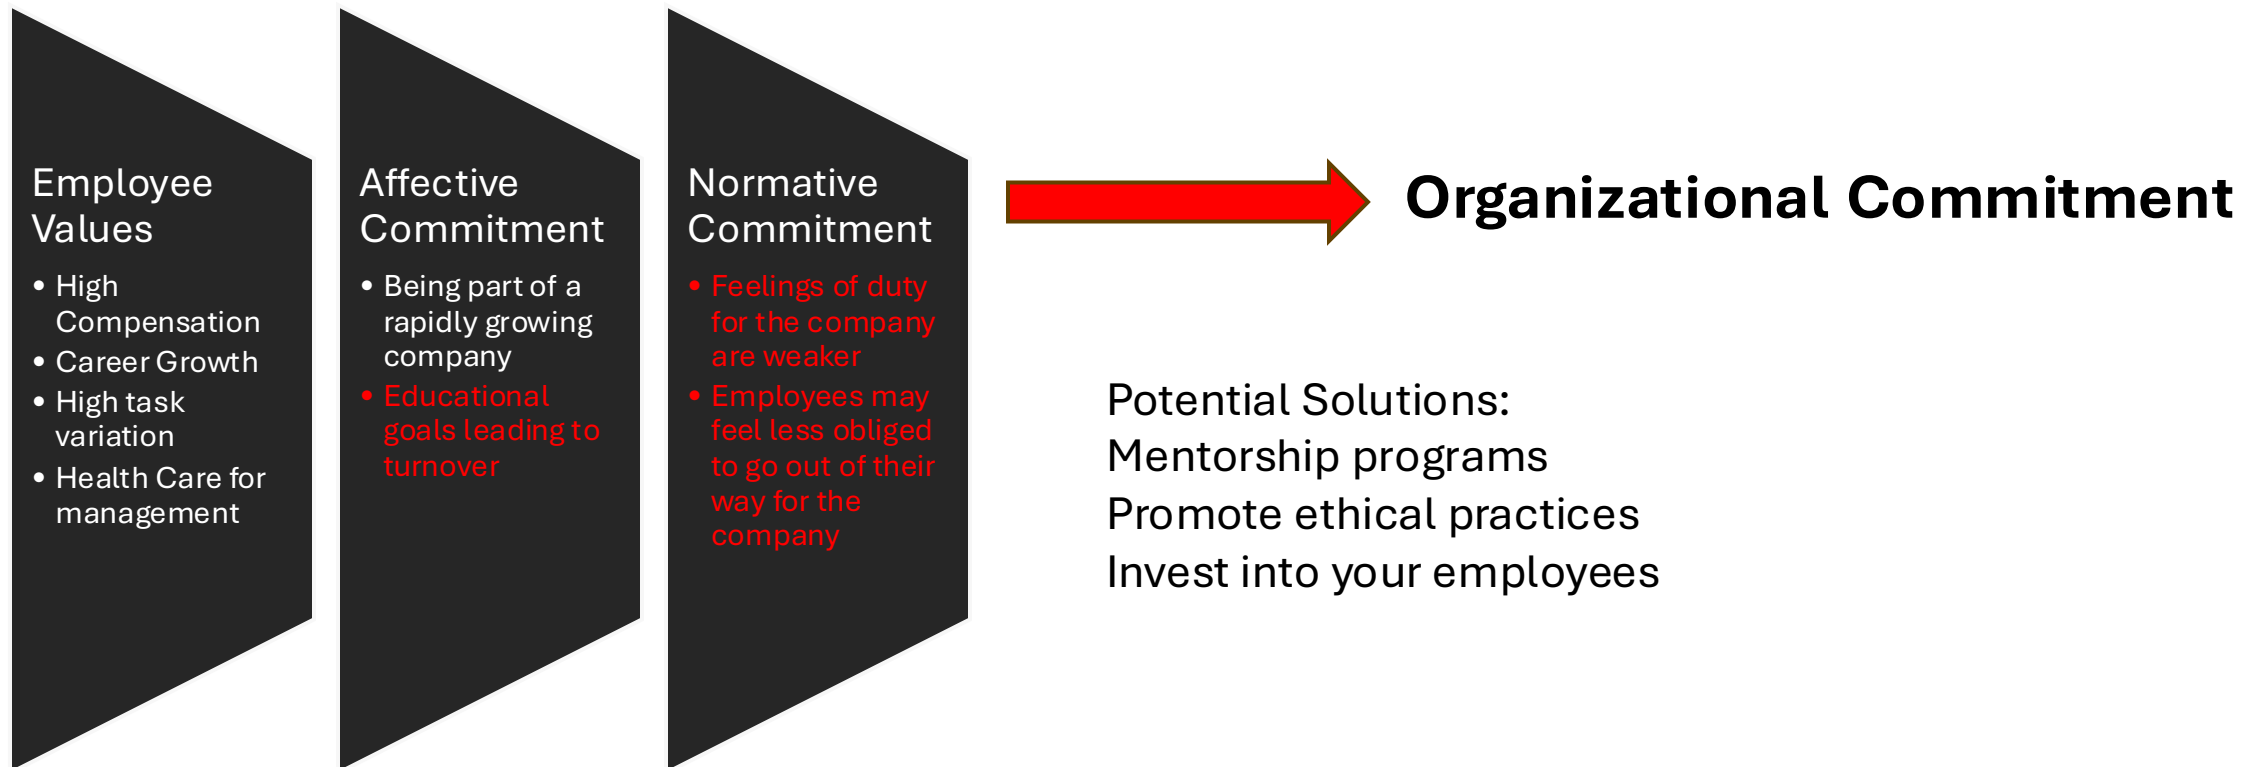 Employee
Values
• High
Compensation
• Career Growth
• High task
variation
• Health Care for
management
Affective
Commitment
• Being part of a
rapidly growing
company
• Educational
goals leading to
turnover
Normative
Commitment
• Feelings of duty
for the company
are weaker
• Employees may
feel less obliged
to go out of their
way for the
company
Organizational Commitment
Potential Solutions:
Mentorship programs
Promote ethical practices
Invest into your employees